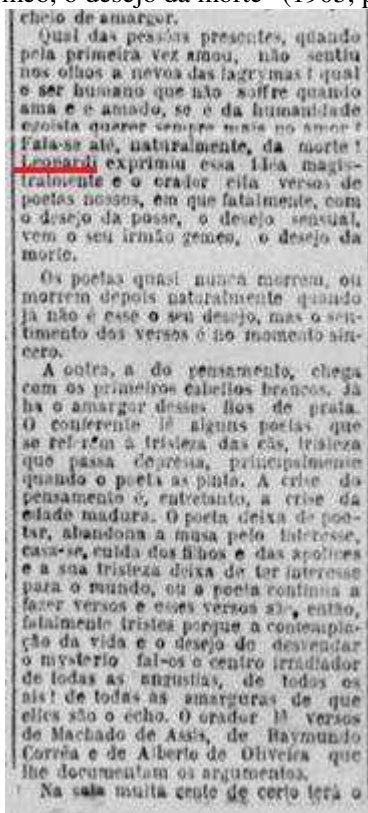 meo, o desejo da morte" (1905, p
cheio de amargor.
Qual das pessoas presentes, quando
pela primeira vez amou, não sentiu
nos olhos a nevoa das lagrymas? qual
o ser humano que não soffre quando
ama e é amado, se é da humanidade
egoista querer sempre mais no amor?
Fala-se até, naturalmente, da morte!
Leonardi exprimiu essa idéa magis-
tralmente e o orador cita versos de
poetas nossos, em que fatalmente, com
o desejo da posse, o desejo sensual,
vem o seu irmão gemeo, o desejo da
morte.
Os poetas quasi nunca morrem, ou
morrem depois naturalmente quando
já não é esse o seu desejo, mas o sen-
timento dos versos é no momento sin-
cero.
A outra, a do pensamento, chega
com os primeiros cabellos brancos. Já
ha o amargor desses fios de prata.
O conferente lê alguns poetas que
se referem á tristeza das cãs, tristeza
que passa depressa, principalmente
quando o poeta as pinta. A crise do
pensamento é, entretanto, a crise da
edade madura. O poeta deixa de poe-
tar, abandona a musa pelo interesse,
casa-se, cuida dos filhos e das apolices
e a sua tristeza deixa de ter interesse
para o mundo, ou o poeta continua a
fazer versos e esses versos são, então,
fatalmente tristes porque a contempla-
ção da vida e o desejo de desvendar
o mysterio fal-os o centro irradiador
de todas as angustias, de todos os
ais! de todas as amarguras de que
elles são o écho. O orador lê versos
de Machado de Assis, de Raymundo
Corrêa e de Alberto de Oliveira que
lhe documentam os argumentos.
Na sala muita gente de certo terá o